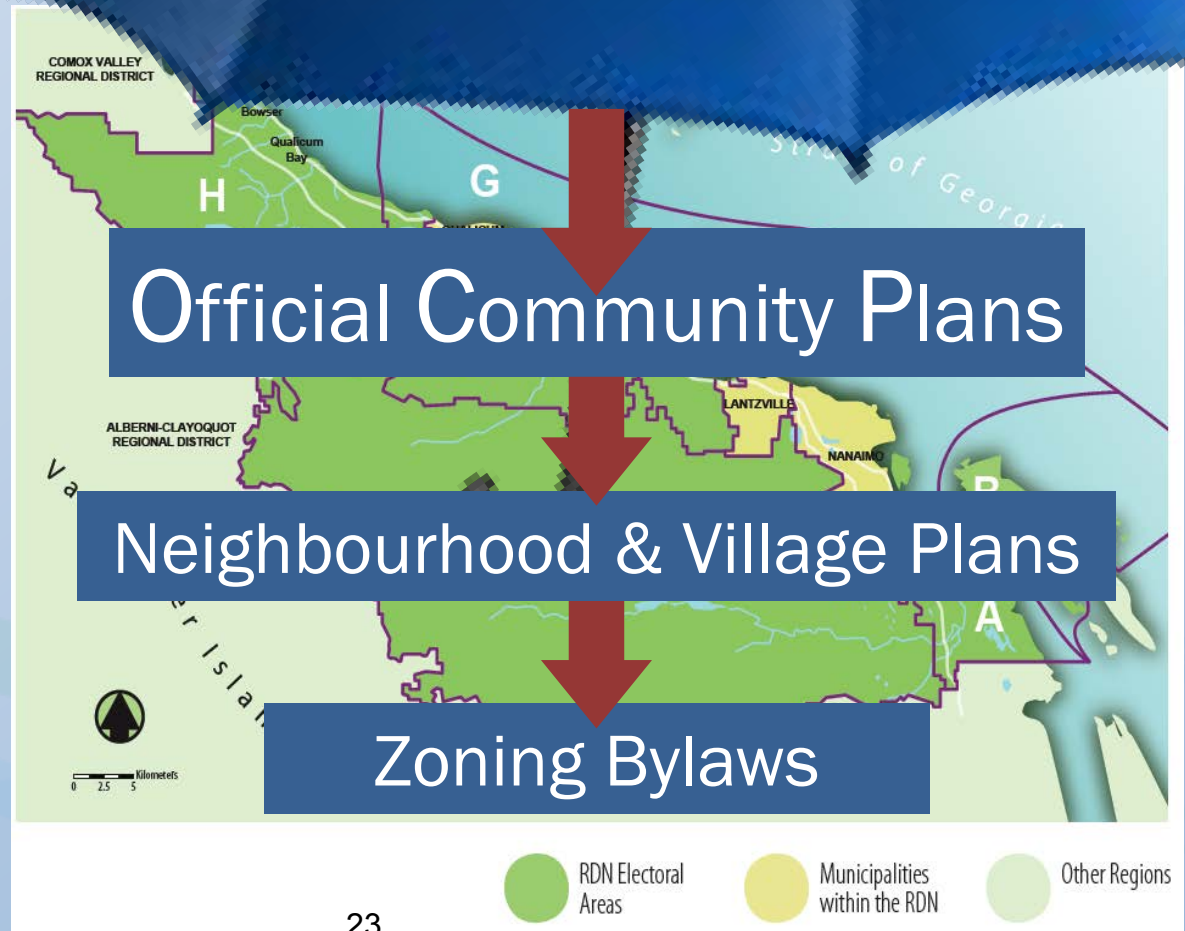 COMOX VALLEY
REGIONAL DISTRICT
Bowser
Qualicum
Bay
H
G
of Georgia
Official Community Plans
LANTZVILLE
ALBERNI-CLAYOQUOT
REGIONAL DISTRICT
NANAIMO
B
Neighbourhood & Village Plans
A
Zoning Bylaws
Kilometers
0 2.5 5
RDN Electoral
Areas
Municipalities
within the RDN
Other Regions
23